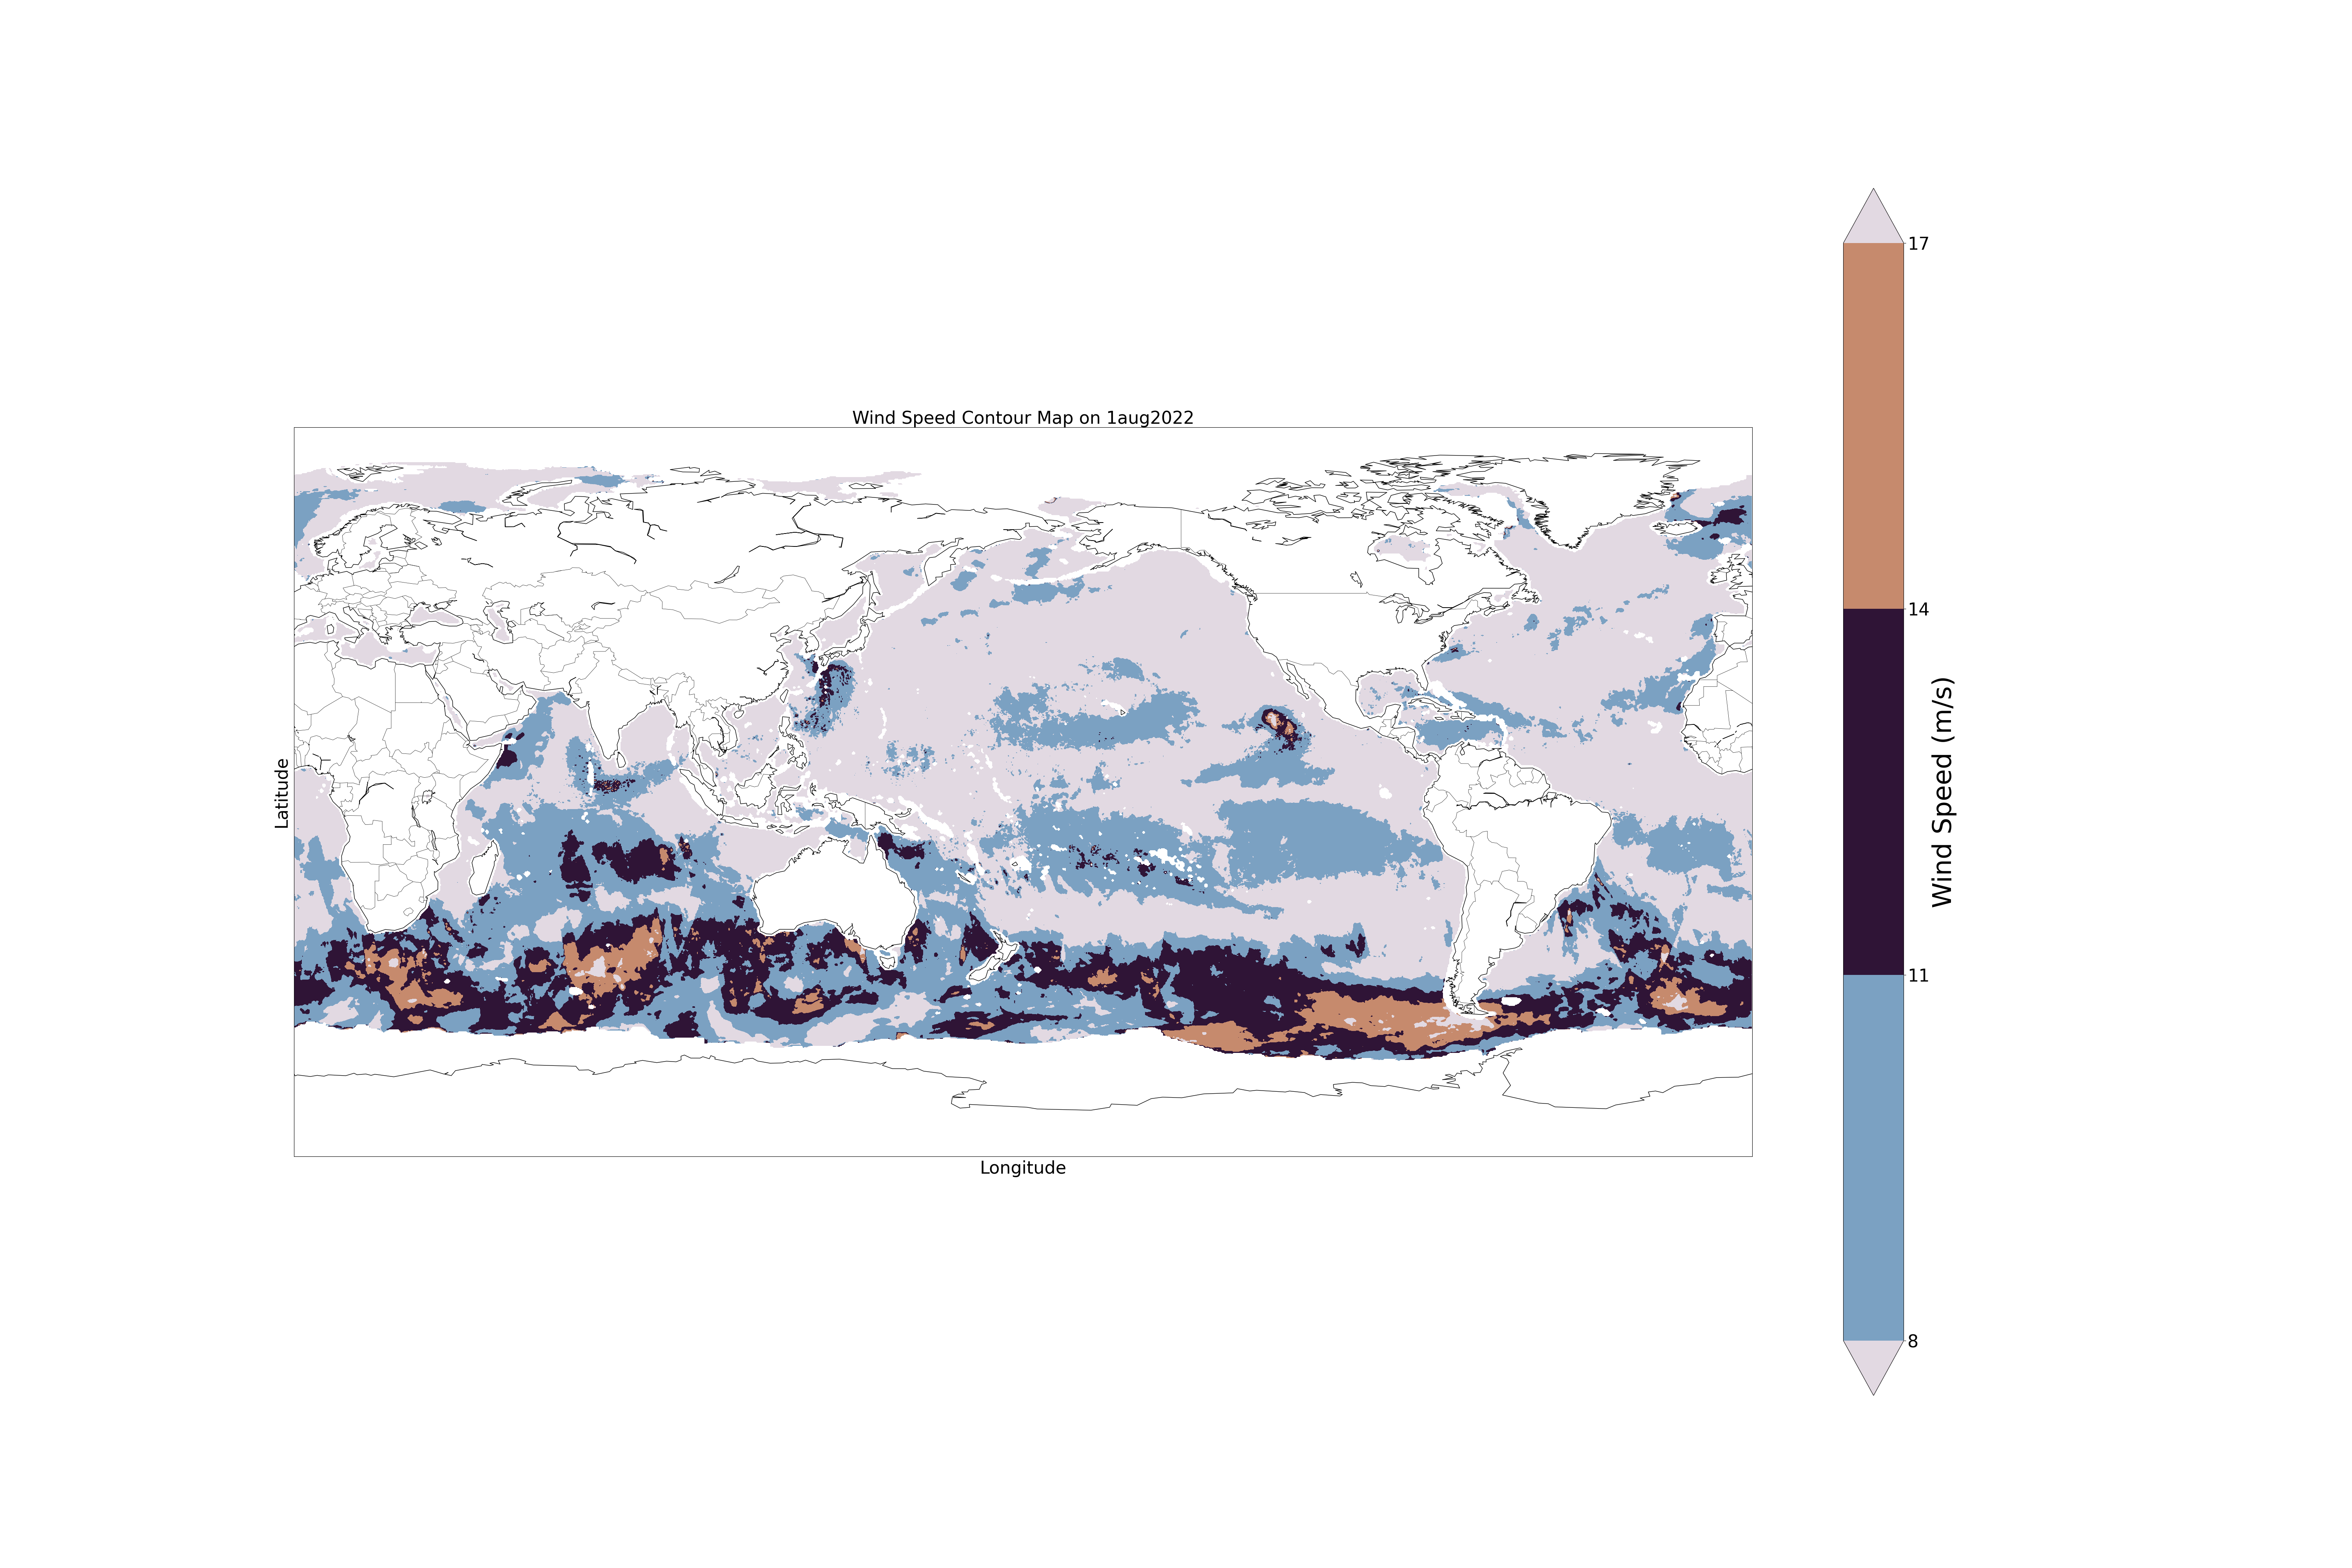 Wind Speed Contour Map on 1aug2022
Latitude
Longitude
17
14
11
8
Wind Speed (m/s)